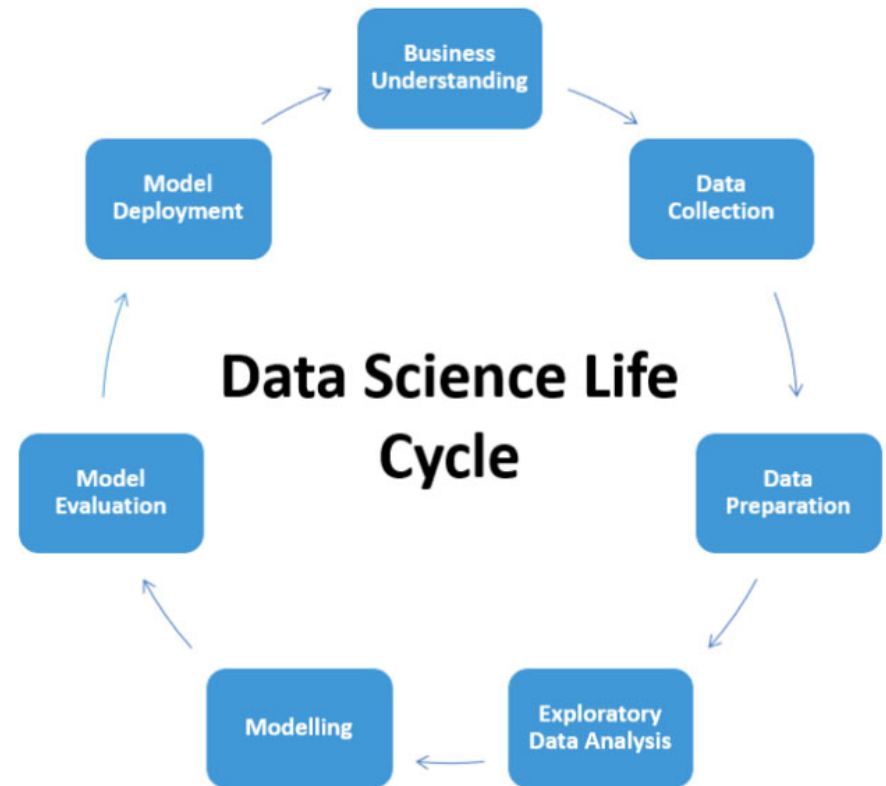 Business
Understanding
Data
Collection
Data
Preparation
Exploratory
Data Analysis
Modelling
Model
Evaluation
Model
Deployment
Data Science Life
Cycle